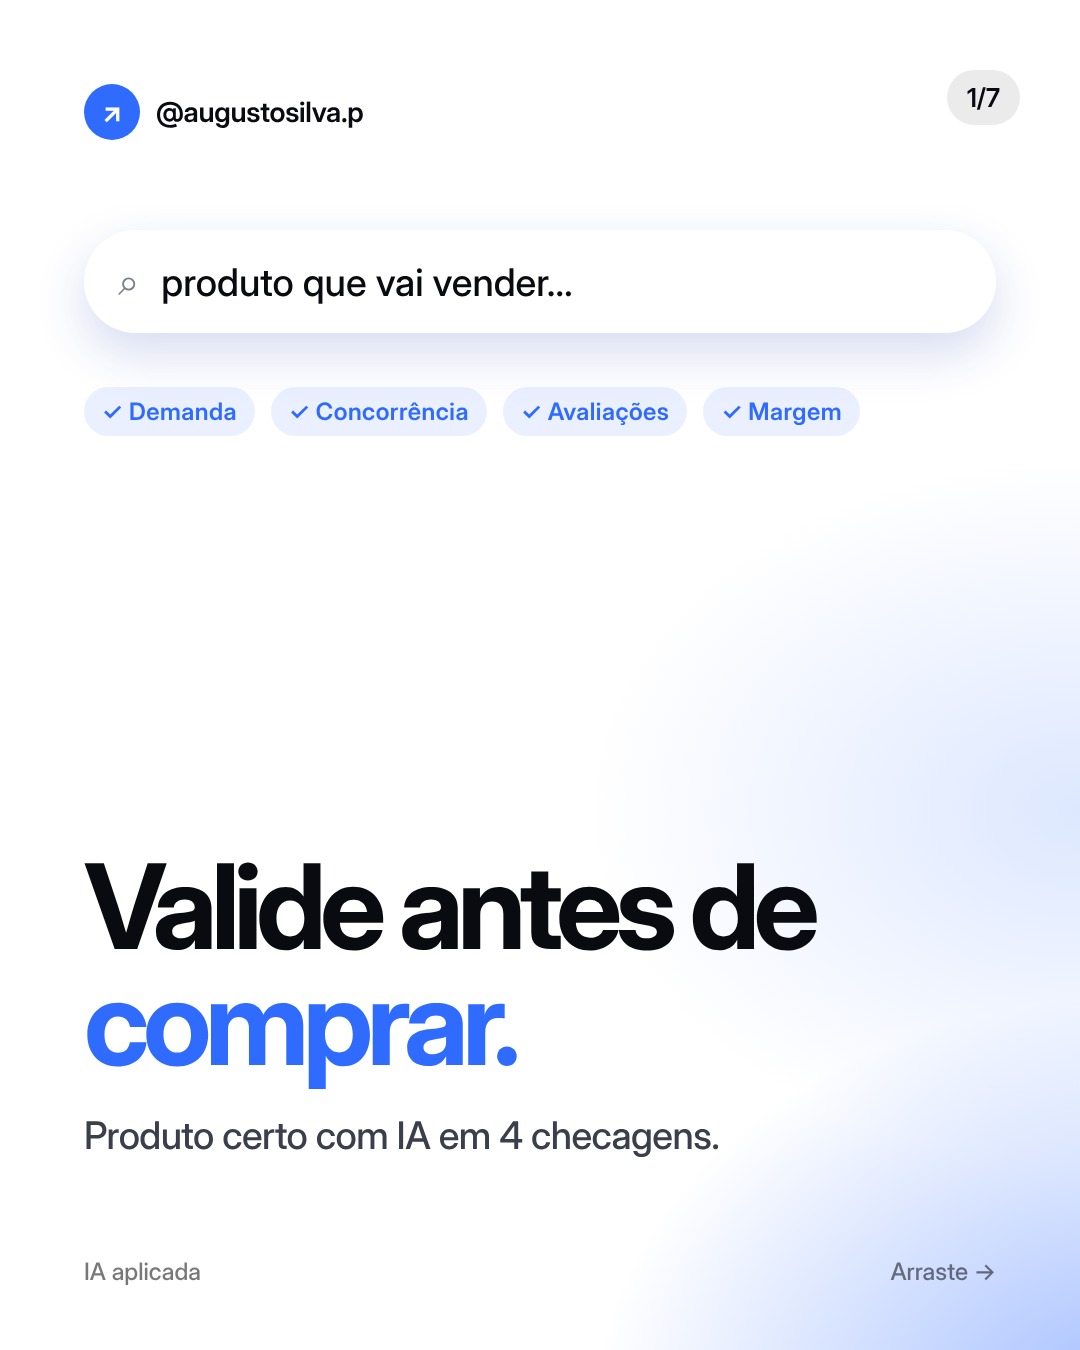 @augustosilva.p
1/7
produto que vai vender...
✓ Demanda ✓ Concorrência ✓ Avaliações ✓ Margem
Valide antes de
comprar.
Produto certo com IA em 4 checagens.
IA aplicada
Arraste →